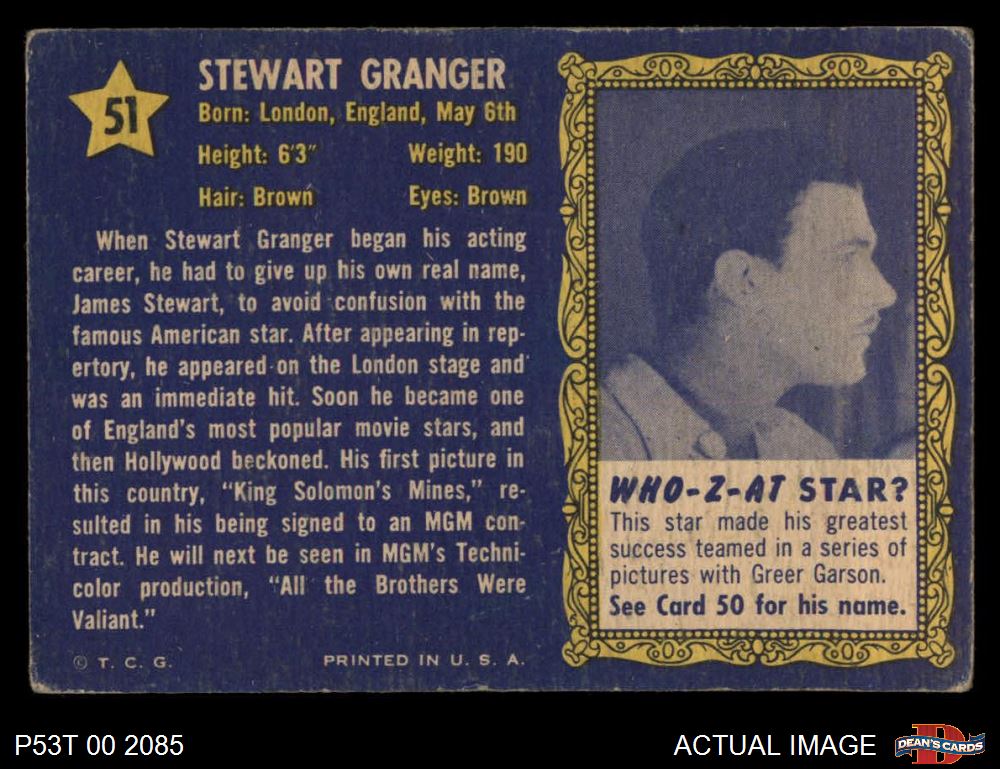 51
STEWART GRANGER
Born: London, England, May 6th
Height: 6'3" Weight: 190
Hair: Brown Eyes: Brown
When Stewart Granger began his acting
career, he had to give up his own real name,
James Stewart, to avoid confusion with the
famous American star. After appearing in rep-
ertory, he appeared on the London stage and
was an immediate hit. Soon he became one
of England's most popular movie stars, and
then Hollywood beckoned. His first picture in
this country, "King Solomon's Mines," re-
sulted in his being signed to an MGM con-
tract. He will next be seen in MGM's Techni-
color production, "All the Brothers Were
Valiant."
© T. C. G. PRINTED IN U. S. A.
WHO-Z-AT STAR?
This star made his greatest
success teamed in a series of
pictures with Greer Garson.
See Card 50 for his name.
P53T 00 2085
ACTUAL IMAGE
D
DEAN'S CARDS